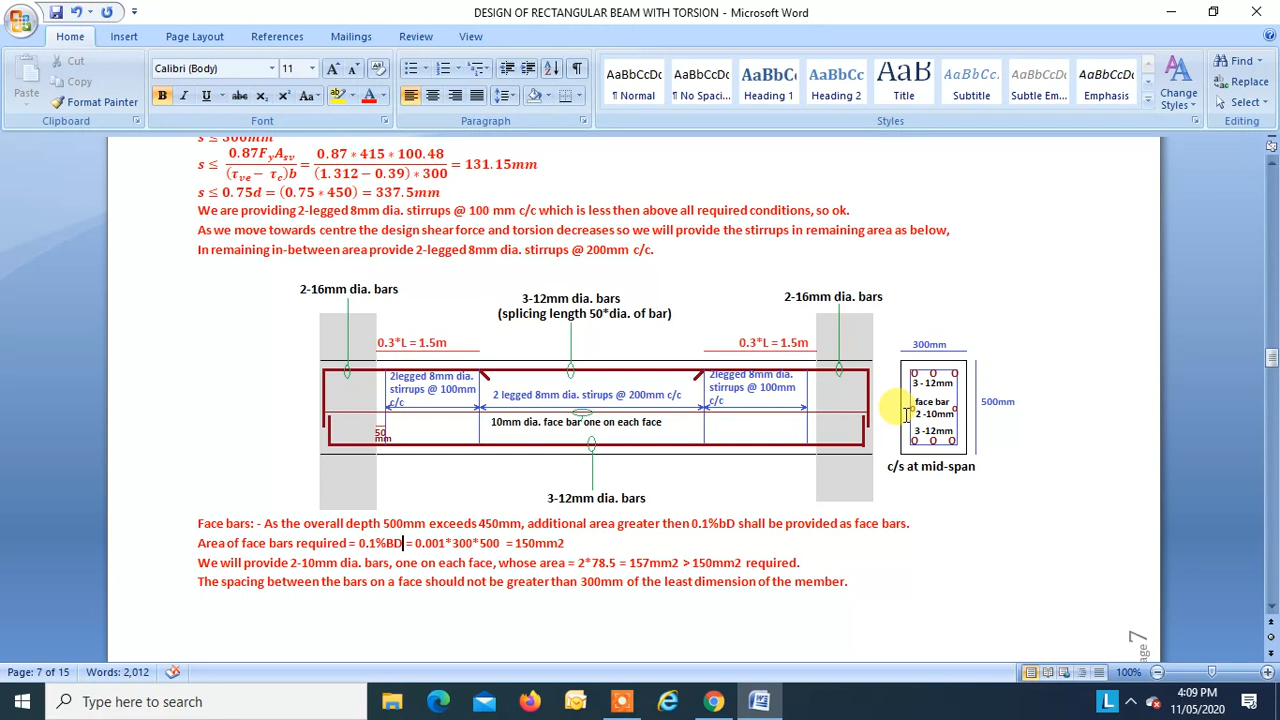 DESIGN OF RECTANGULAR BEAM WITH TORSION - Microsoft Word
Home Insert Page Layout References Mailings Review View
Paste
Cut
Copy
Format Painter
Clipboard
Calibri (Body) 11
Font
Paragraph
AaBbCcDc AaBbCcDc AaBbC AaBbCc AaB AaBbCc. AaBbCcDc AaBbCcDc
¶ Normal ¶ No Spaci... Heading 1 Heading 2 Title Subtitle Subtle Em... Emphasis
Change Styles
Styles
Find
Replace
Select
Editing
s ≤ 300mm
s ≤ 0.87FyAsv / (τve − τc)b = 0.87 * 415 * 100.48 / (1.312 − 0.39) * 300 = 131.15mm
s ≤ 0.75d = (0.75 * 450) = 337.5mm
We are providing 2-legged 8mm dia. stirrups @ 100 mm c/c which is less then above all required conditions, so ok.
As we move towards centre the design shear force and torsion decreases so we will provide the stirrups in remaining area as below,
In remaining in-between area provide 2-legged 8mm dia. stirrups @ 200mm c/c.
2-16mm dia. bars
3-12mm dia. bars
(splicing length 50*dia. of bar)
2-16mm dia. bars
0.3*L = 1.5m
0.3*L = 1.5m
2legged 8mm dia.
stirrups @ 100mm
c/c
2 legged 8mm dia. stirups @ 200mm c/c
2legged 8mm dia.
stirrups @ 100mm
c/c
10mm dia. face bar one on each face
50
mm
3-12mm dia. bars
300mm
3 - 12mm
face bar
2 -10mm
3 -12mm
500mm
c/s at mid-span
Face bars: - As the overall depth 500mm exceeds 450mm, additional area greater then 0.1%bD shall be provided as face bars.
Area of face bars required = 0.1%BD = 0.001*300*500 = 150mm2
We will provide 2-10mm dia. bars, one on each face, whose area = 2*78.5 = 157mm2 > 150mm2 required.
The spacing between the bars on a face should not be greater than 300mm of the least dimension of the member.
age 7
Page: 7 of 15 Words: 2,012
100%
Type here to search
4:09 PM
11/05/2020